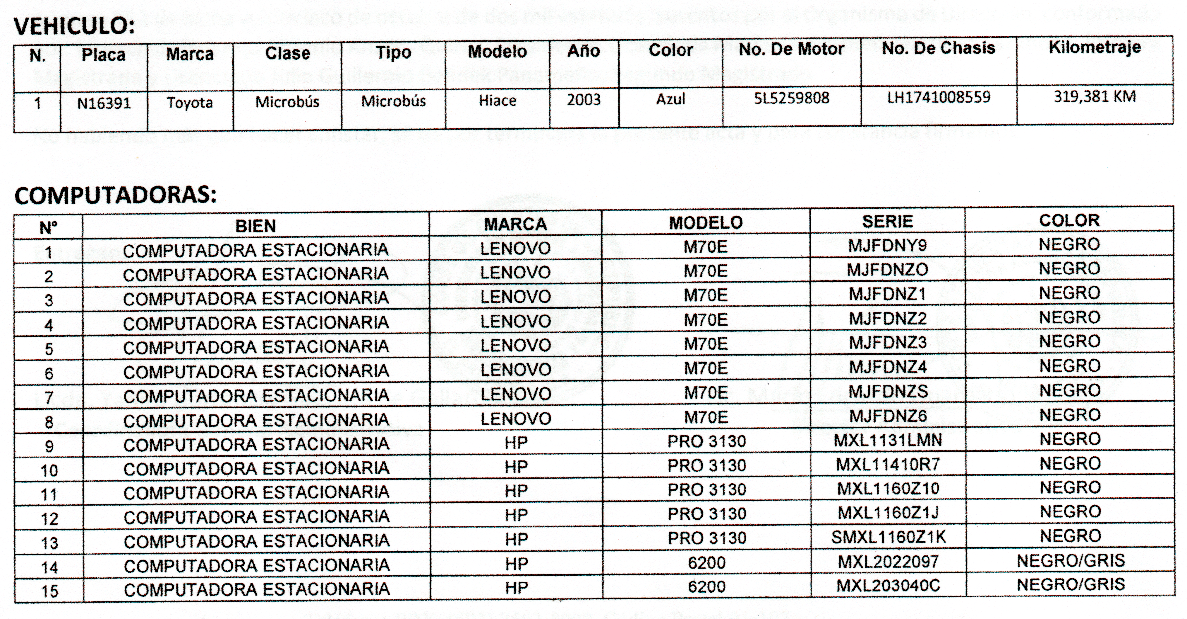 VEHICULO:
N. Placa Marca Clase Tipo Modelo Año Color No. De Motor No. De Chasis Kilometraje
1 N16391 Toyota Microbús Microbús Hiace 2003 Azul 5L5259808 LH1741008559 319,381 KM
COMPUTADORAS:
Nº BIEN MARCA MODELO SERIE COLOR
1 COMPUTADORA ESTACIONARIA LENOVO M70E MJFDNY9 NEGRO
2 COMPUTADORA ESTACIONARIA LENOVO M70E MJFDNZO NEGRO
3 COMPUTADORA ESTACIONARIA LENOVO M70E MJFDNZ1 NEGRO
4 COMPUTADORA ESTACIONARIA LENOVO M70E MJFDNZ2 NEGRO
5 COMPUTADORA ESTACIONARIA LENOVO M70E MJFDNZ3 NEGRO
6 COMPUTADORA ESTACIONARIA LENOVO M70E MJFDNZ4 NEGRO
7 COMPUTADORA ESTACIONARIA LENOVO M70E MJFDNZS NEGRO
8 COMPUTADORA ESTACIONARIA LENOVO M70E MJFDNZ6 NEGRO
9 COMPUTADORA ESTACIONARIA HP PRO 3130 MXL1131LMN NEGRO
10 COMPUTADORA ESTACIONARIA HP PRO 3130 MXL11410R7 NEGRO
11 COMPUTADORA ESTACIONARIA HP PRO 3130 MXL1160Z10 NEGRO
12 COMPUTADORA ESTACIONARIA HP PRO 3130 MXL1160Z1J NEGRO
13 COMPUTADORA ESTACIONARIA HP PRO 3130 SMXL1160Z1K NEGRO
14 COMPUTADORA ESTACIONARIA HP 6200 MXL2022097 NEGRO/GRIS
15 COMPUTADORA ESTACIONARIA HP 6200 MXL203040C NEGRO/GRIS